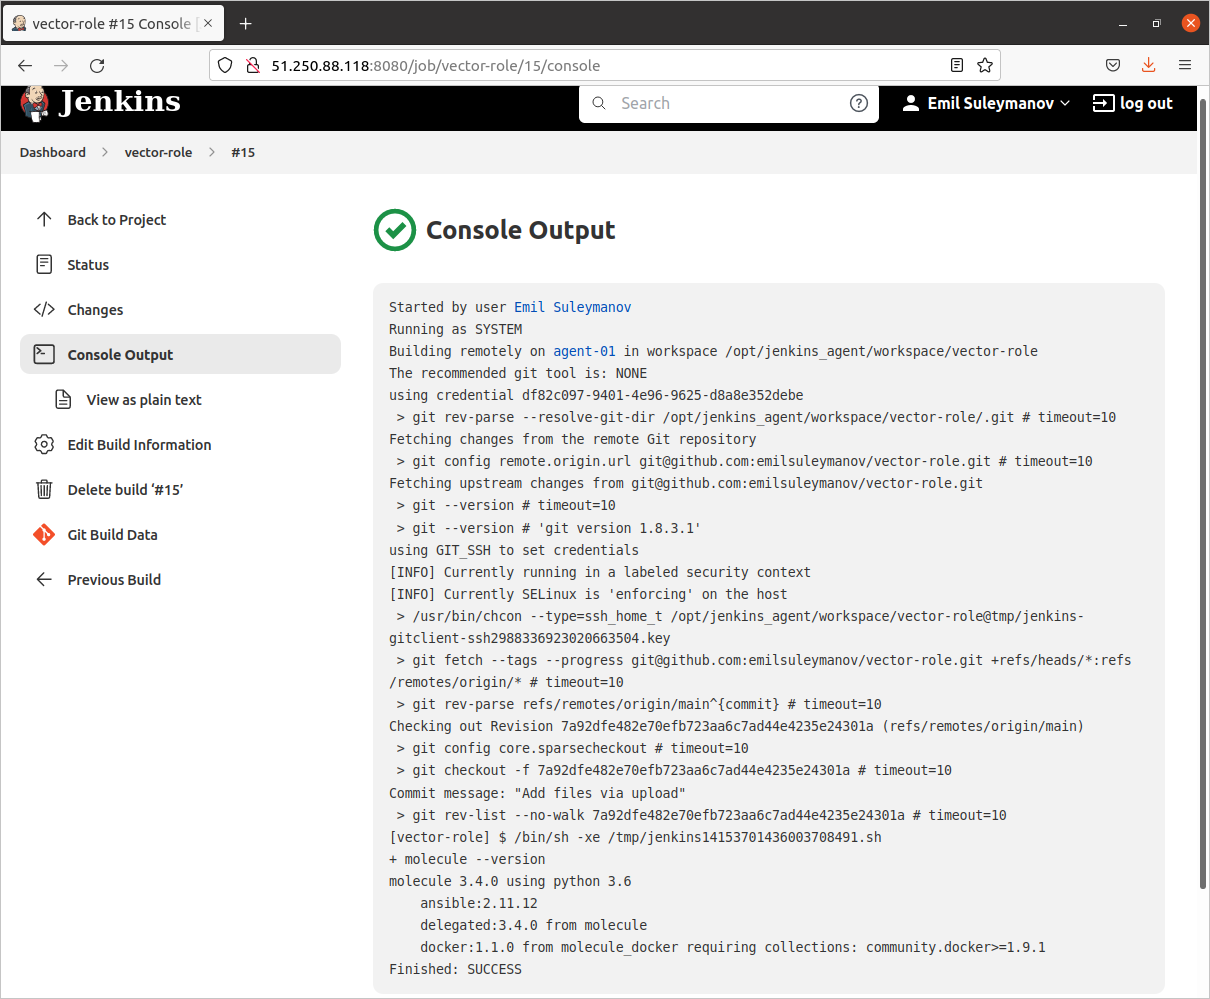 vector-role #15 Console [
51.250.88.118:8080/job/vector-role/15/console
Jenkins
Search
Emil Suleymanov
log out
Dashboard
vector-role
#15
Back to Project
Status
Changes
Console Output
View as plain text
Edit Build Information
Delete build ‘#15’
Git Build Data
Previous Build
Console Output
Started by user Emil Suleymanov
Running as SYSTEM
Building remotely on agent-01 in workspace /opt/jenkins_agent/workspace/vector-role
The recommended git tool is: NONE
using credential df82c097-9401-4e96-9625-d8a8e352debe
> git rev-parse --resolve-git-dir /opt/jenkins_agent/workspace/vector-role/.git # timeout=10
Fetching changes from the remote Git repository
> git config remote.origin.url git@github.com:emilsuleymanov/vector-role.git # timeout=10
Fetching upstream changes from git@github.com:emilsuleymanov/vector-role.git
> git --version # timeout=10
> git --version # 'git version 1.8.3.1'
using GIT_SSH to set credentials
[INFO] Currently running in a labeled security context
[INFO] Currently SELinux is 'enforcing' on the host
> /usr/bin/chcon --type=ssh_home_t /opt/jenkins_agent/workspace/vector-role@tmp/jenkins-
gitclient-ssh2988336923020663504.key
> git fetch --tags --progress git@github.com:emilsuleymanov/vector-role.git +refs/heads/*:refs
/remotes/origin/* # timeout=10
> git rev-parse refs/remotes/origin/main^{commit} # timeout=10
Checking out Revision 7a92dfe482e70efb723aa6c7ad44e4235e24301a (refs/remotes/origin/main)
> git config core.sparsecheckout # timeout=10
> git checkout -f 7a92dfe482e70efb723aa6c7ad44e4235e24301a # timeout=10
Commit message: "Add files via upload"
> git rev-list --no-walk 7a92dfe482e70efb723aa6c7ad44e4235e24301a # timeout=10
[vector-role] $ /bin/sh -xe /tmp/jenkins14153701436003708491.sh
+ molecule --version
molecule 3.4.0 using python 3.6
ansible:2.11.12
delegated:3.4.0 from molecule
docker:1.1.0 from molecule_docker requiring collections: community.docker>=1.9.1
Finished: SUCCESS